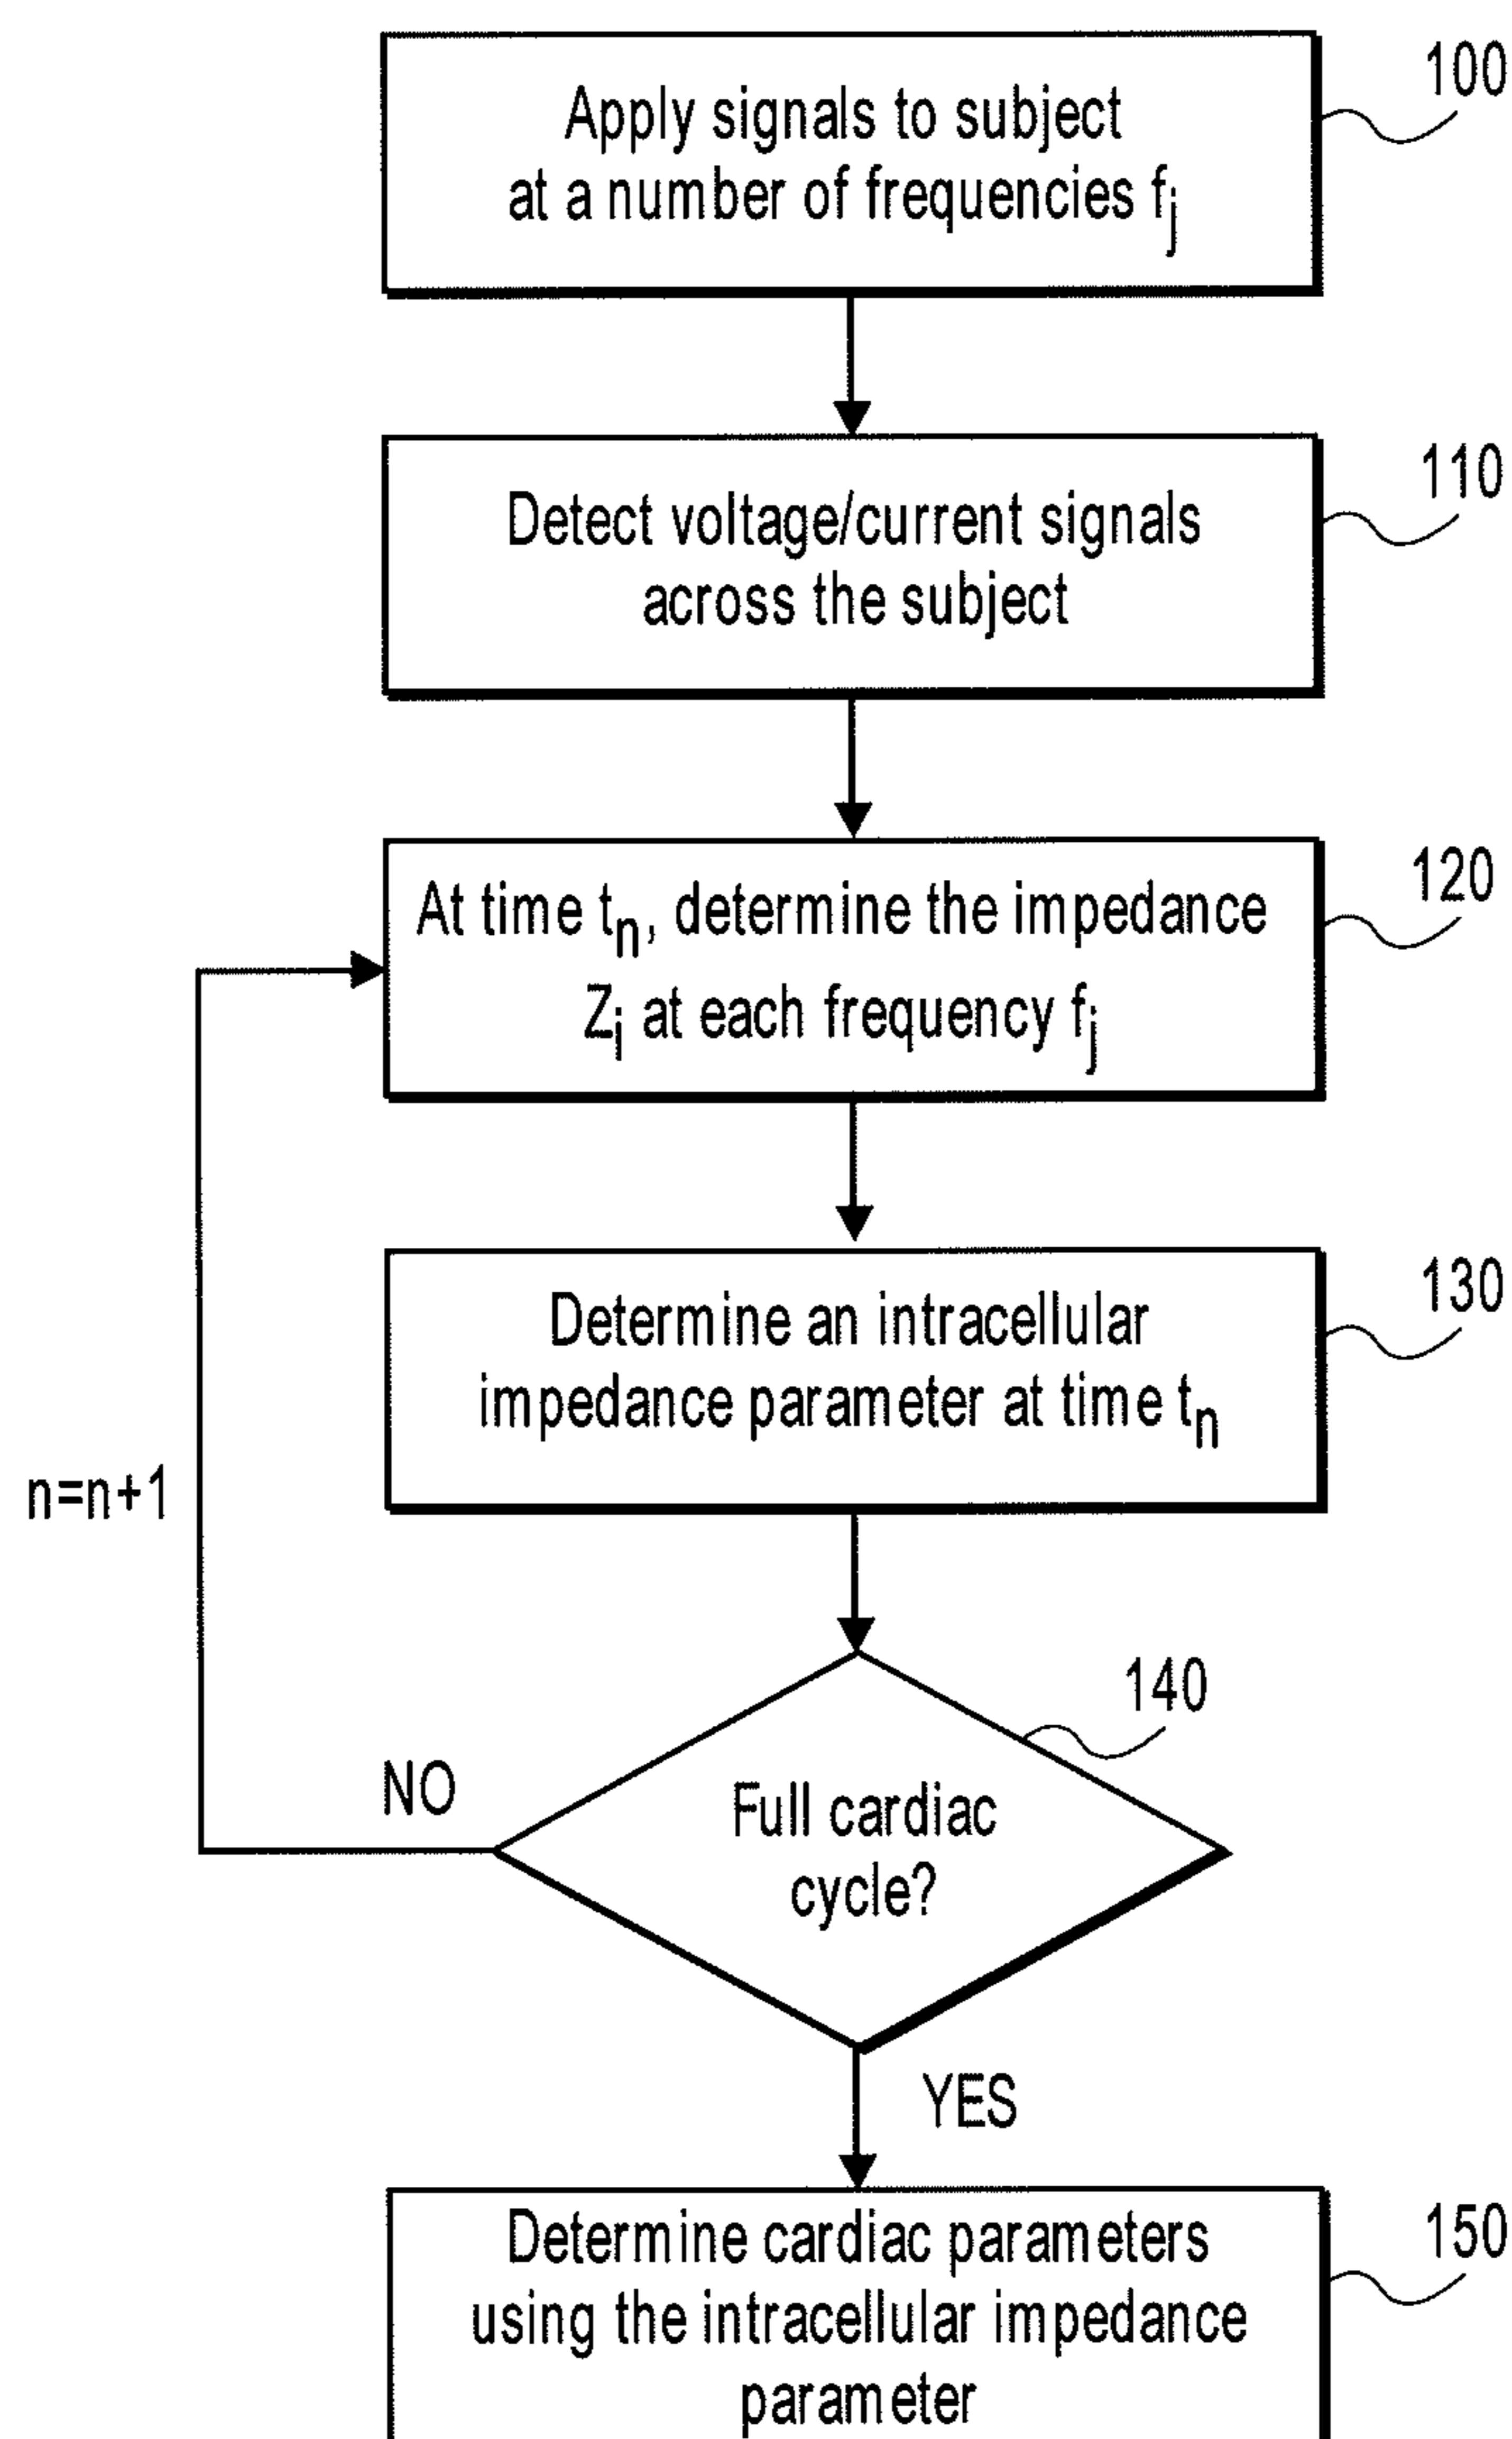 Apply signals to subject
at a number of frequencies fj
100
Detect voltage/current signals
across the subject
110
At time tn, determine the impedance
Zi at each frequency fj
120
Determine an intracellular
impedance parameter at time tn
130
n=n+1
140
NO
Full cardiac
cycle?
YES
Determine cardiac parameters
using the intracellular impedance
parameter
150